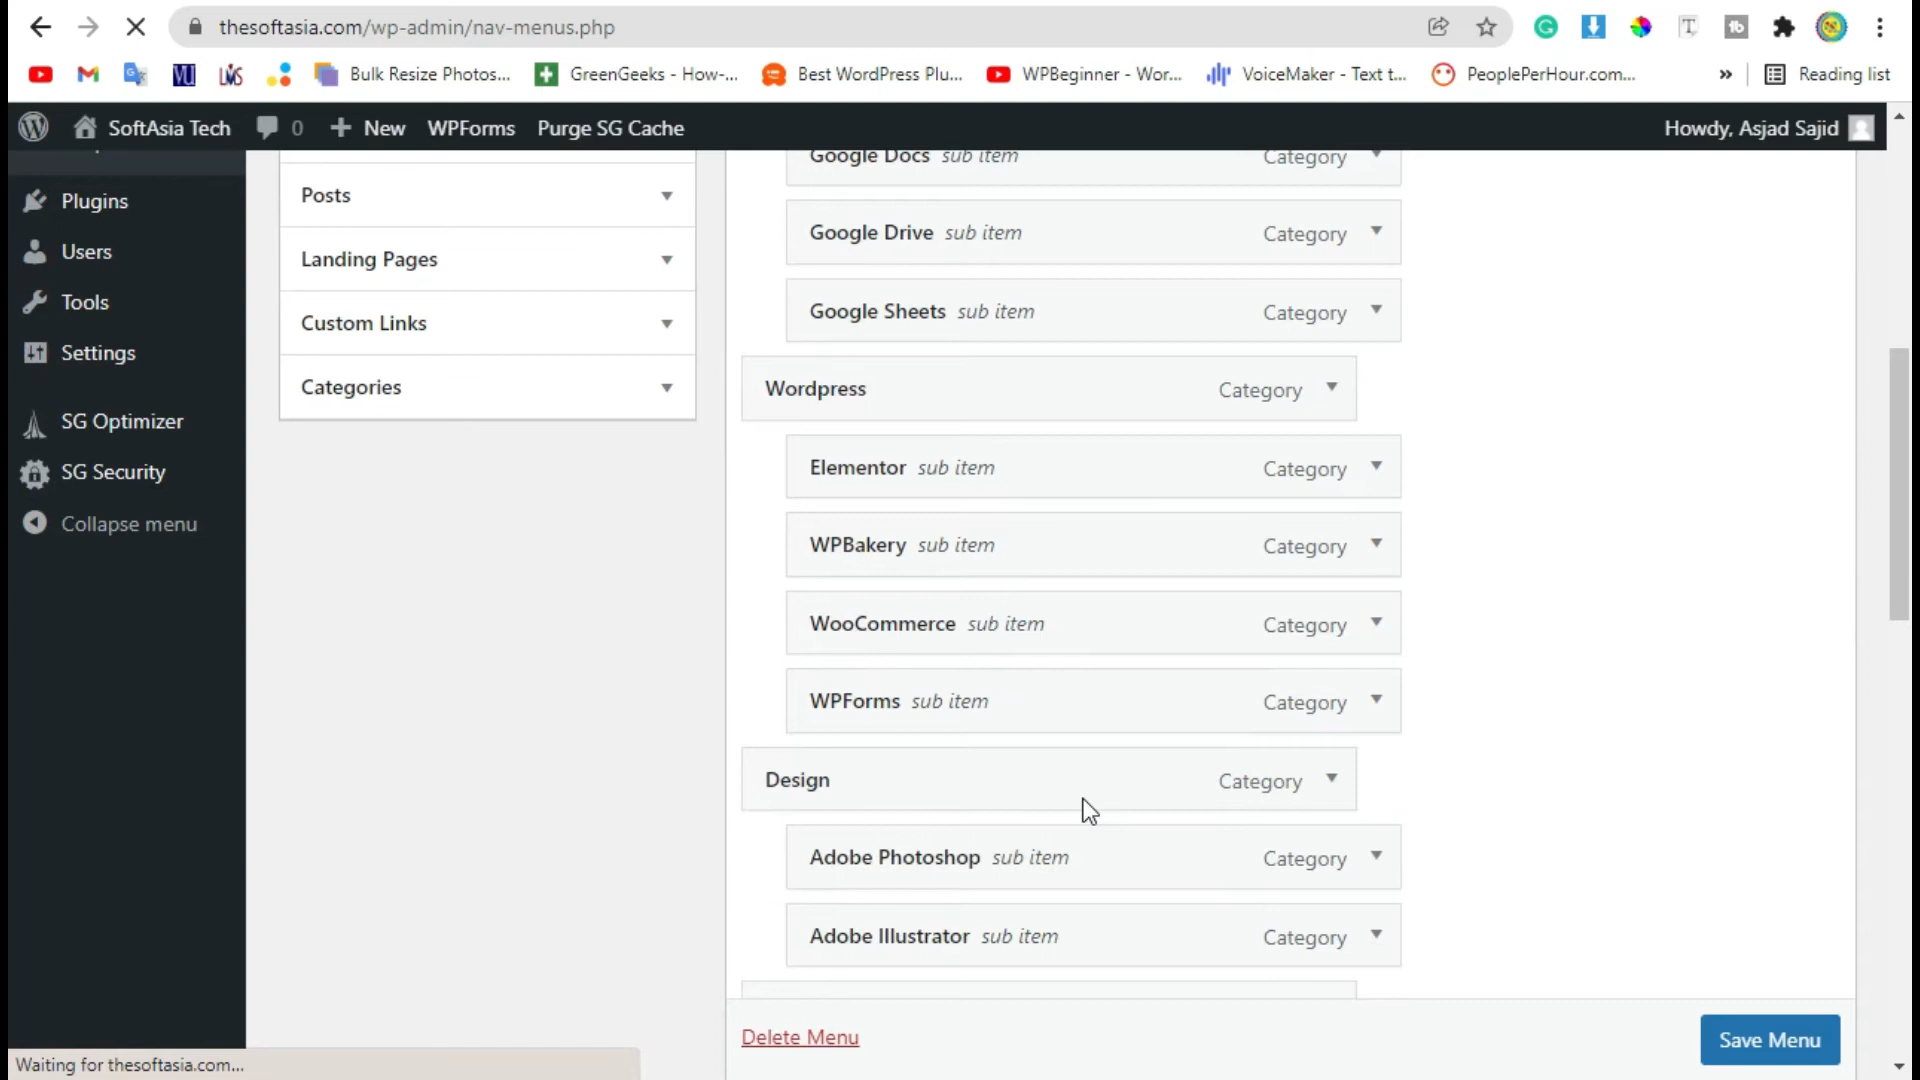 thesoftasia.com/wp-admin/nav-menus.php
Bulk Resize Photos...
GreenGeeks - How-...
Best WordPress Plu...
WPBeginner - Wor...
VoiceMaker - Text t...
PeoplePerHour.com...
»
Reading list
SoftAsia Tech
0
New
WPForms
Purge SG Cache
Howdy, Asjad Sajid
Plugins
Users
Tools
Settings
SG Optimizer
SG Security
Collapse menu
Posts
Landing Pages
Custom Links
Categories
Google Docs sub item Category
Google Drive sub item Category
Google Sheets sub item Category
Wordpress Category
Elementor sub item Category
WPBakery sub item Category
WooCommerce sub item Category
WPForms sub item Category
Design Category
Adobe Photoshop sub item Category
Adobe Illustrator sub item Category
Delete Menu
Save Menu
Waiting for thesoftasia.com...